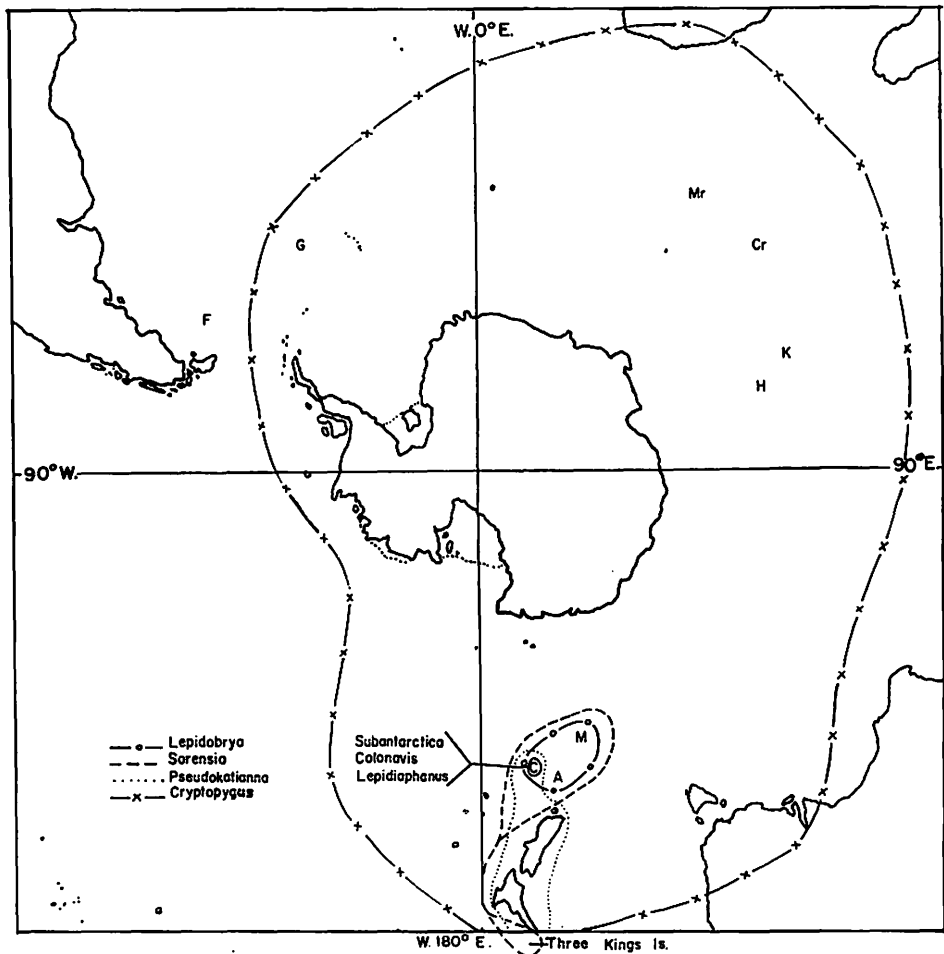 W. 0° E.
Mr
G
Cr
F
K
H
90° W.
90° E.
Lepidobrya
Sorensia
Pseudokatianna
Cryptopygus
Subantarctica
Colonavis
Lepidiaphanus
C
M
A
W. 180° E.
Three Kings Is.